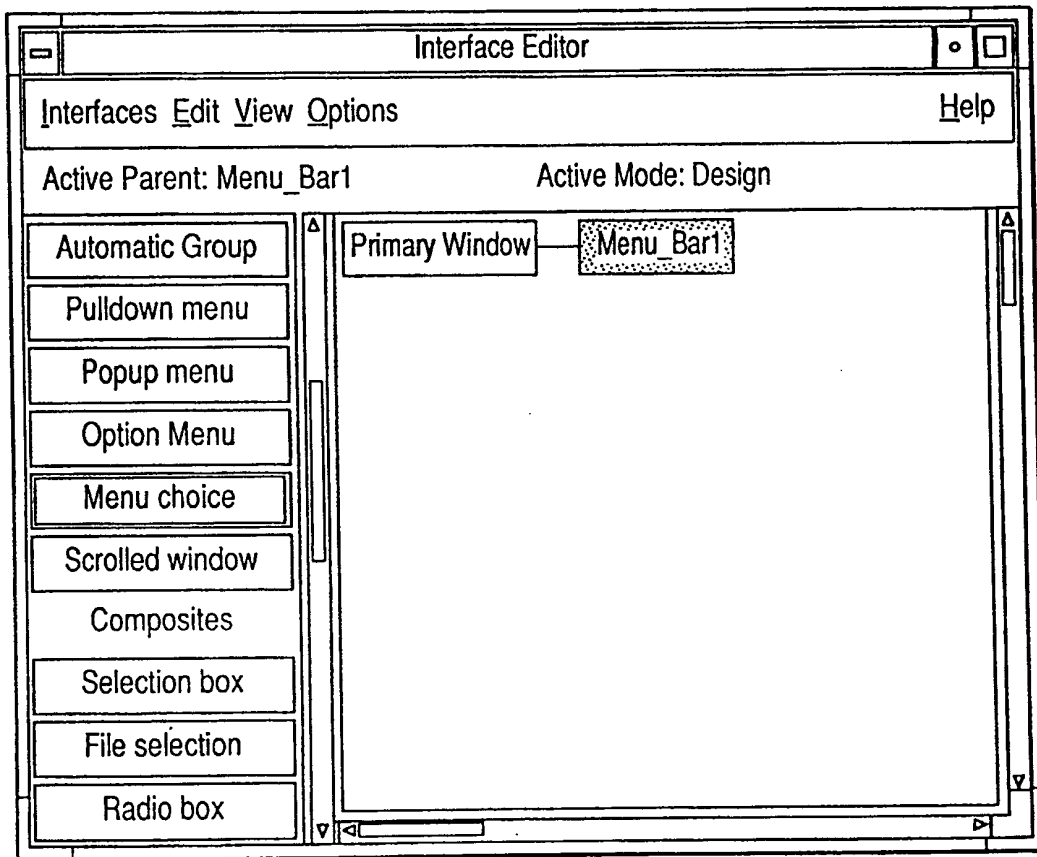 Interface Editor
Interfaces Edit View Options Help
Active Parent: Menu_Bar1 Active Mode: Design
Automatic Group
Pulldown menu
Popup menu
Option Menu
Menu choice
Scrolled window
Composites
Selection box
File selection
Radio box
Primary Window
Menu_Bar1